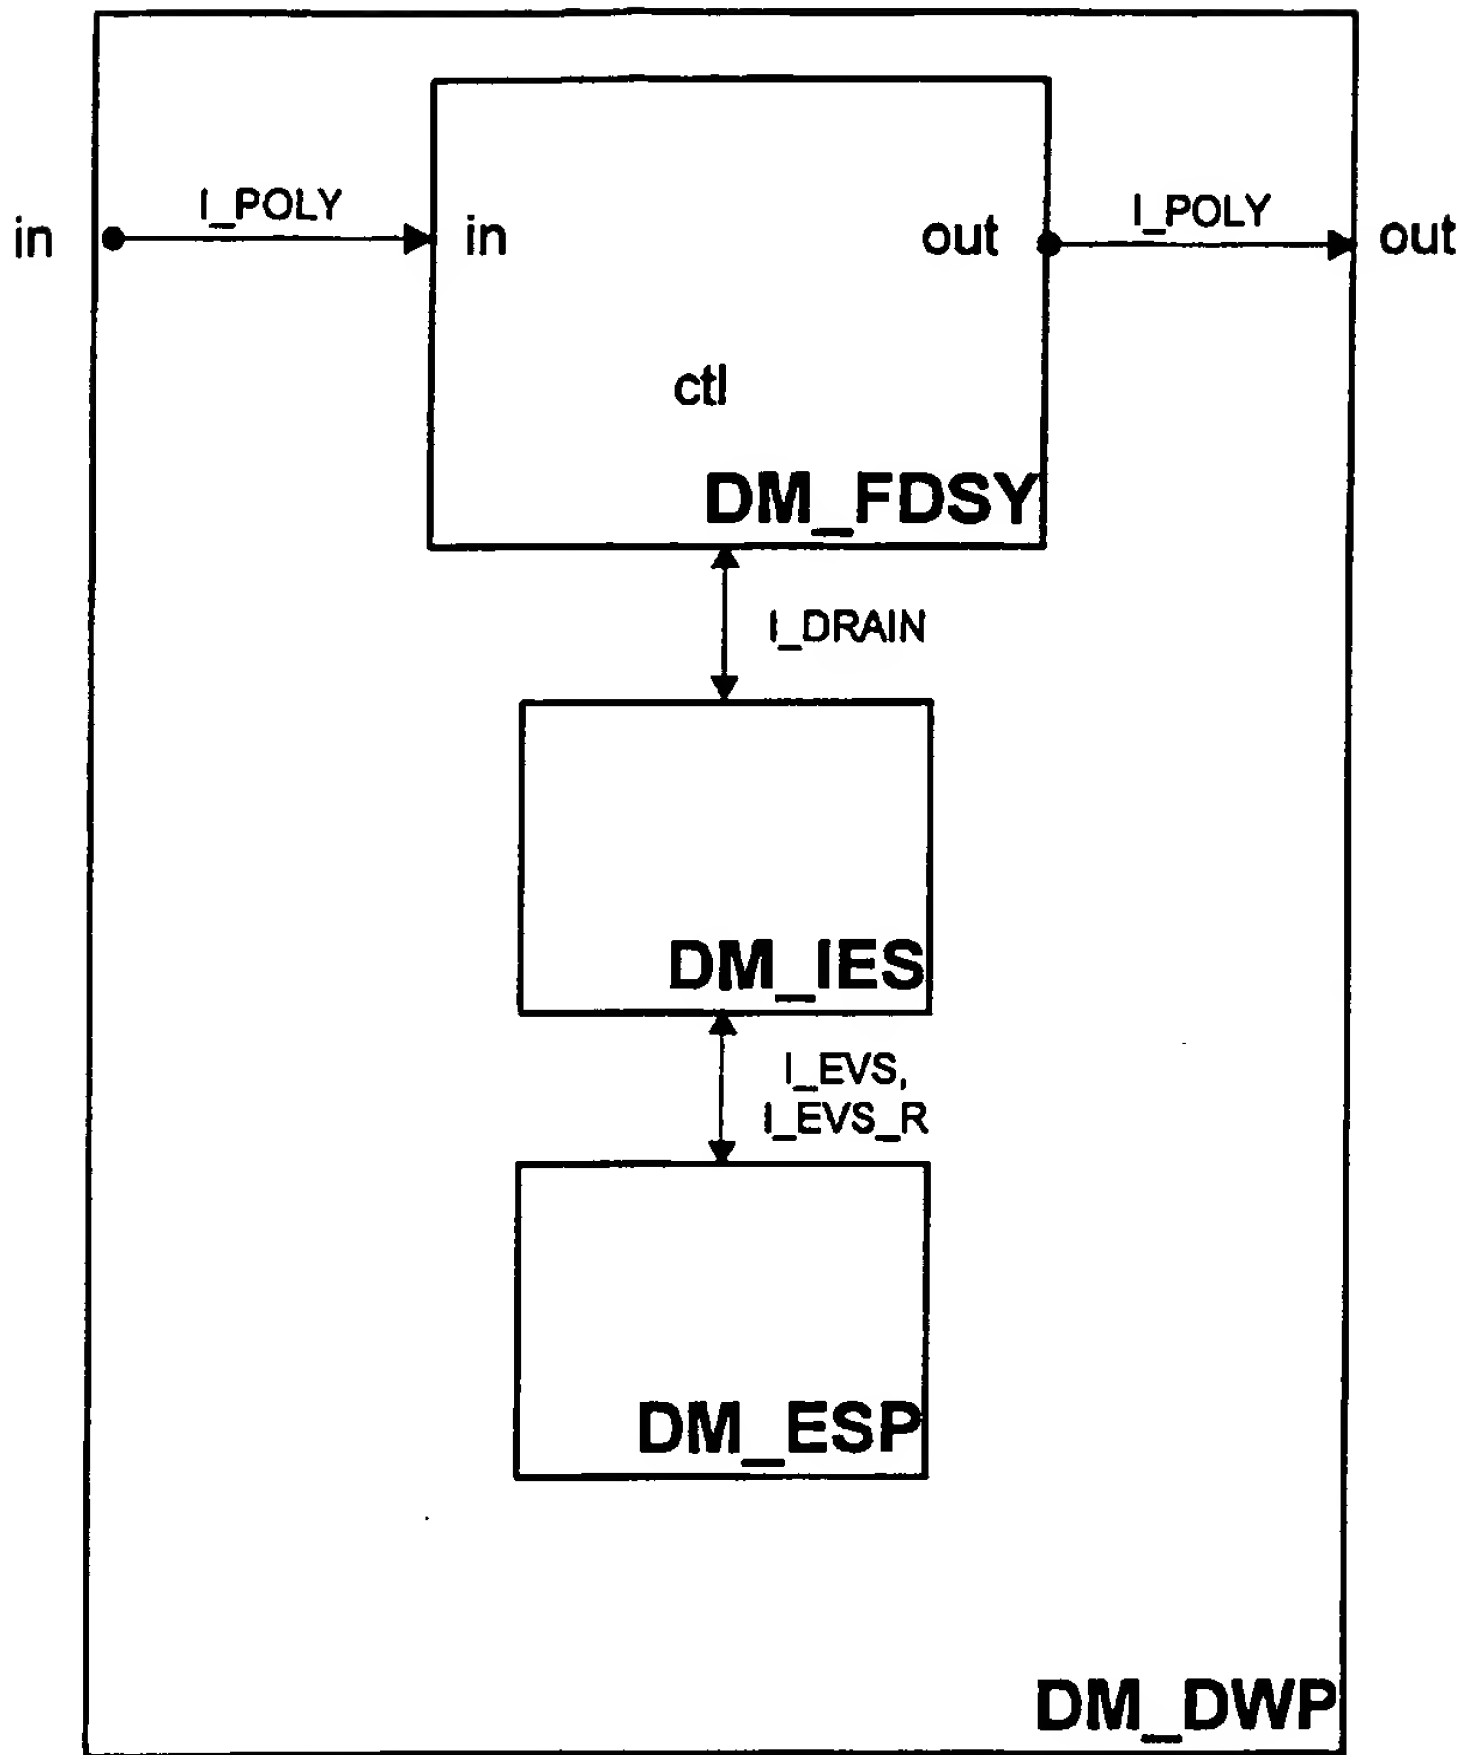 in
I_POLY
in
out
I_POLY
out
ctl
DM_FDSY
I_DRAIN
DM_IES
I_EVS,
I_EVS_R
DM_ESP
DM_DWP